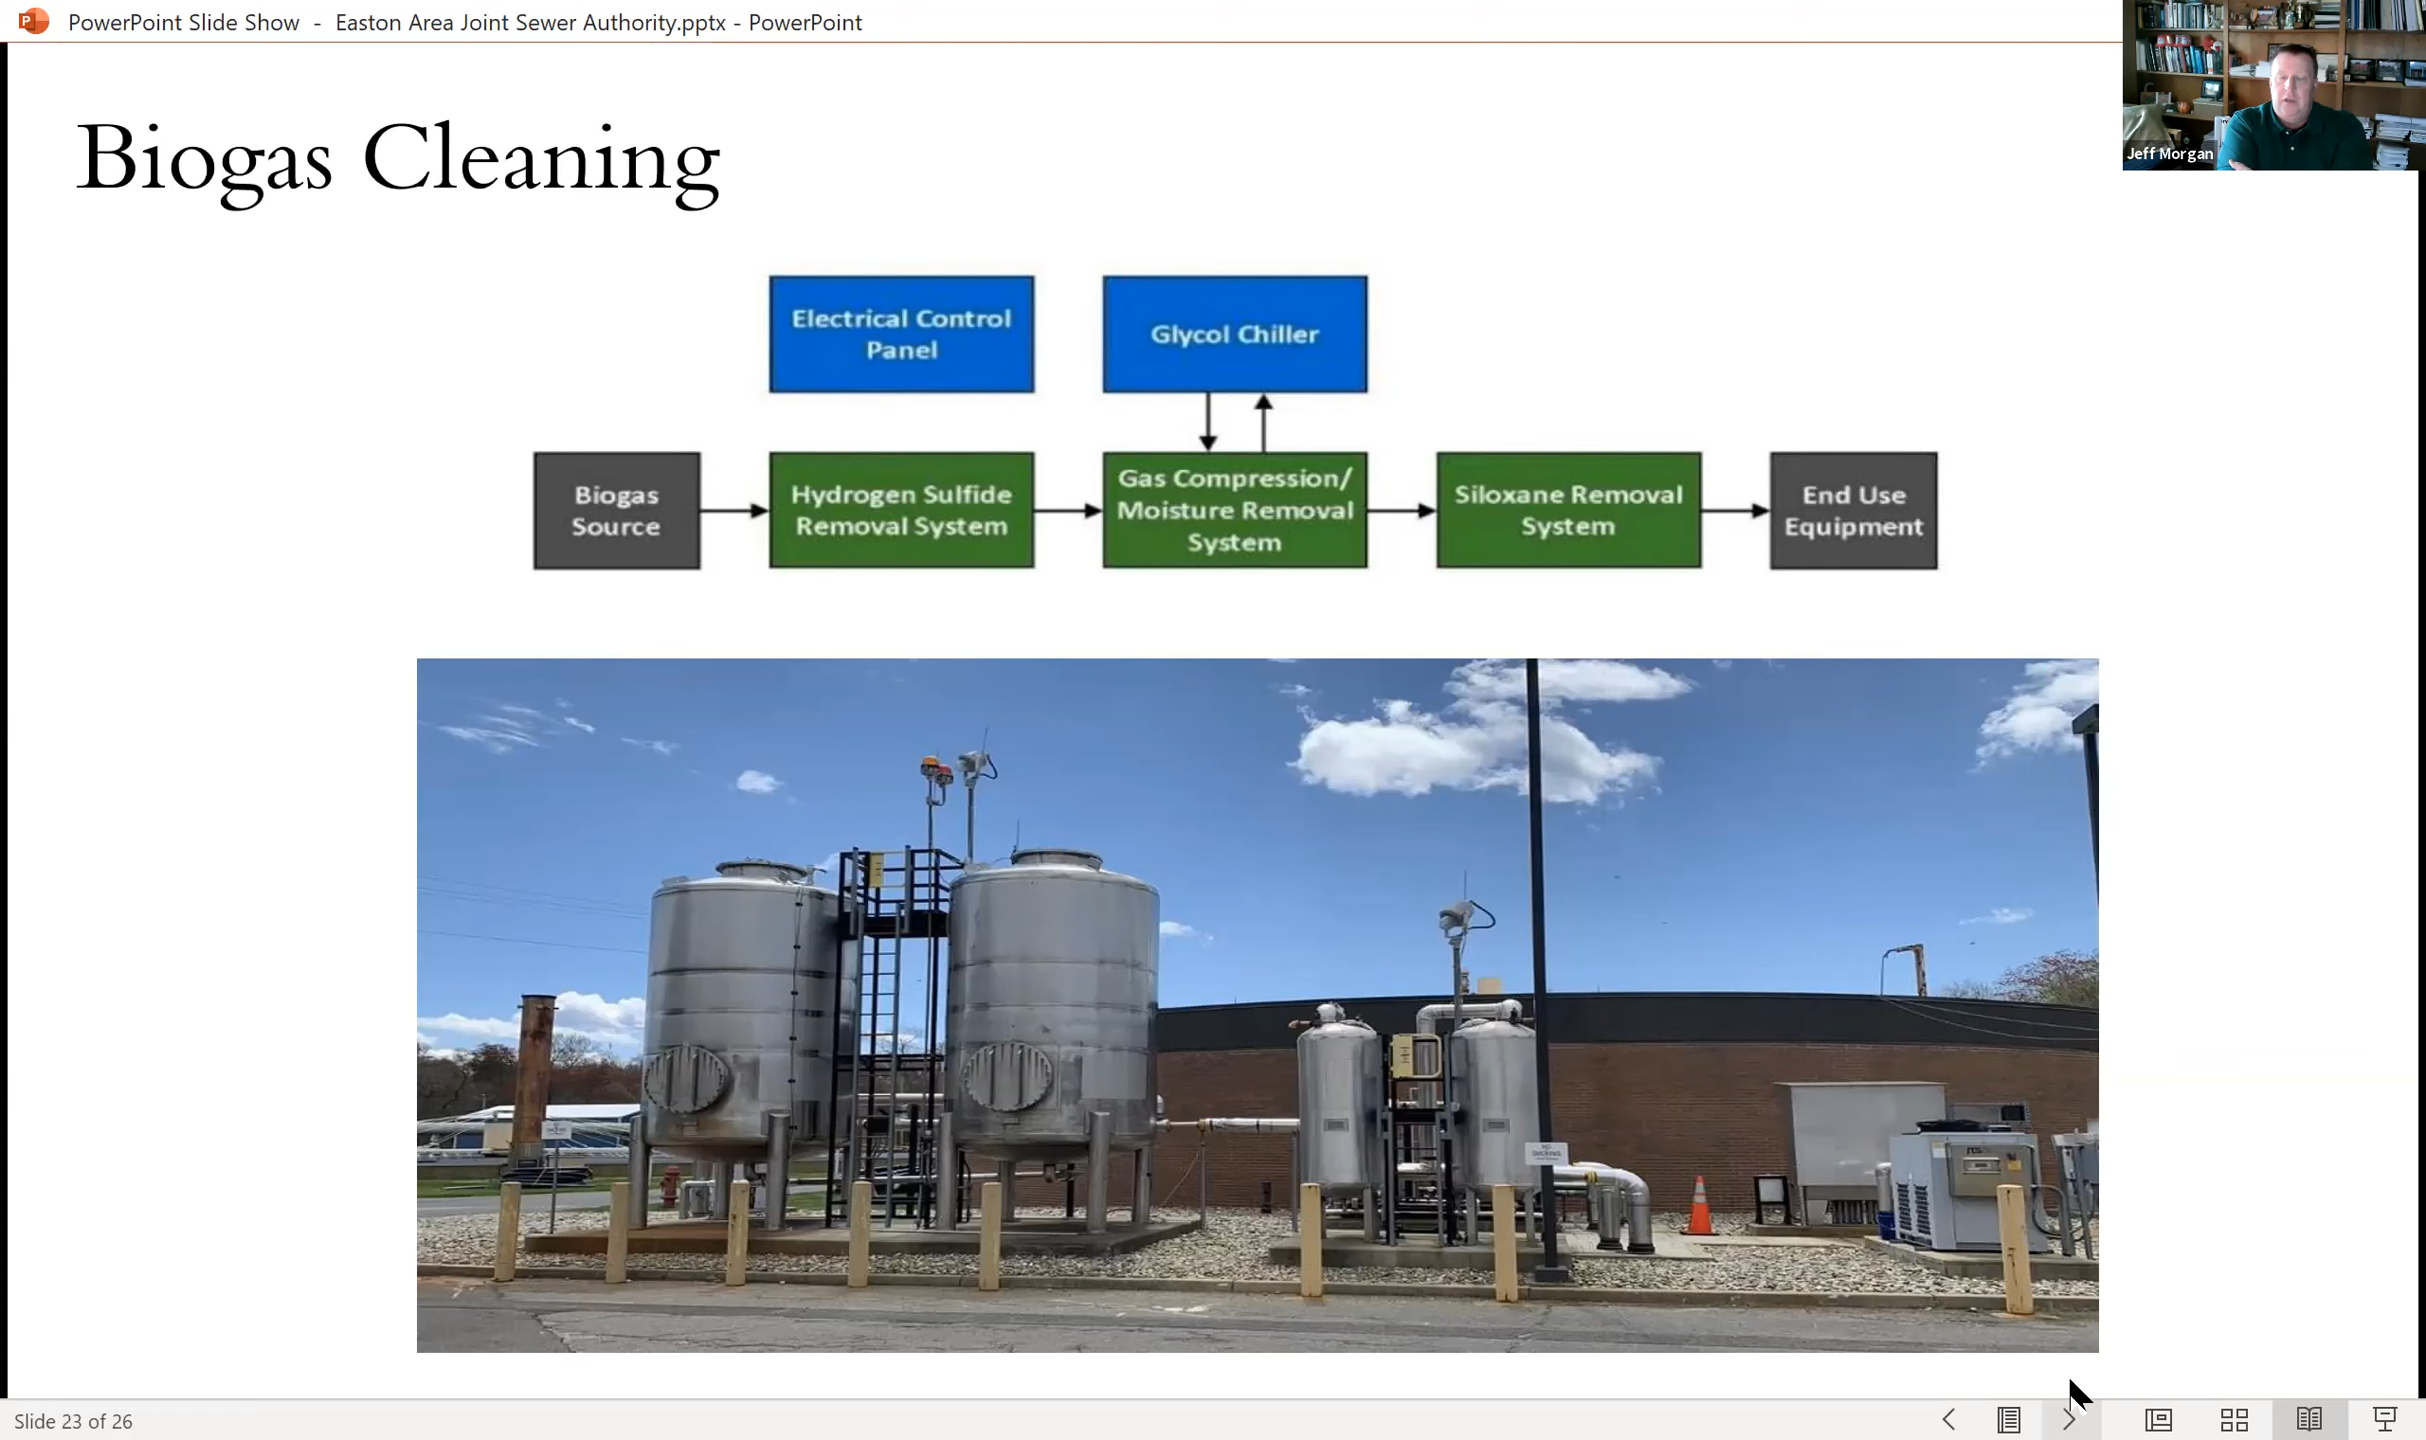 PowerPoint Slide Show - Easton Area Joint Sewer Authority.pptx - PowerPoint
Jeff Morgan
Biogas Cleaning
Electrical Control
Panel
Glycol Chiller
Biogas
Source
Hydrogen Sulfide
Removal System
Gas Compression/
Moisture Removal
System
Siloxane Removal
System
End Use
Equipment
Slide 23 of 26